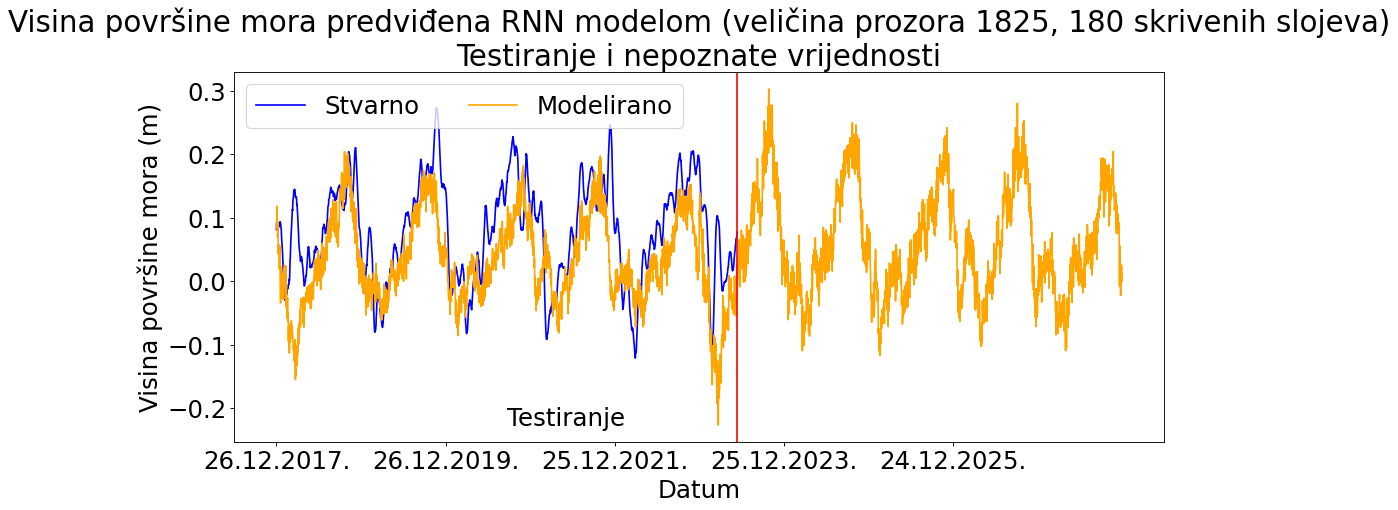 Visina površine mora predviđena RNN modelom (veličina prozora 1825, 180 skrivenih slojeva)
Testiranje i nepoznate vrijednosti
Stvarno Modelirano
Visina površine mora (m)
0.3
0.2
0.1
0.0
−0.1
−0.2
Testiranje
26.12.2017. 26.12.2019. 25.12.2021. 25.12.2023. 24.12.2025.
Datum